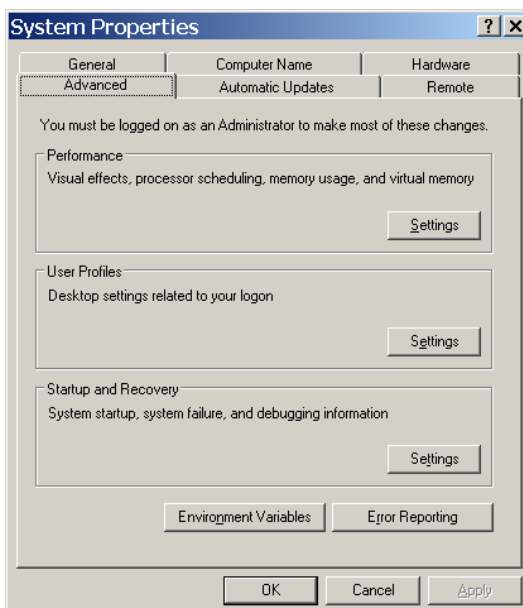 System Properties
General Computer Name Hardware
Advanced Automatic Updates Remote
You must be logged on as an Administrator to make most of these changes.
Performance
Visual effects, processor scheduling, memory usage, and virtual memory
Settings
User Profiles
Desktop settings related to your logon
Settings
Startup and Recovery
System startup, system failure, and debugging information
Settings
Environment Variables Error Reporting
OK Cancel Apply